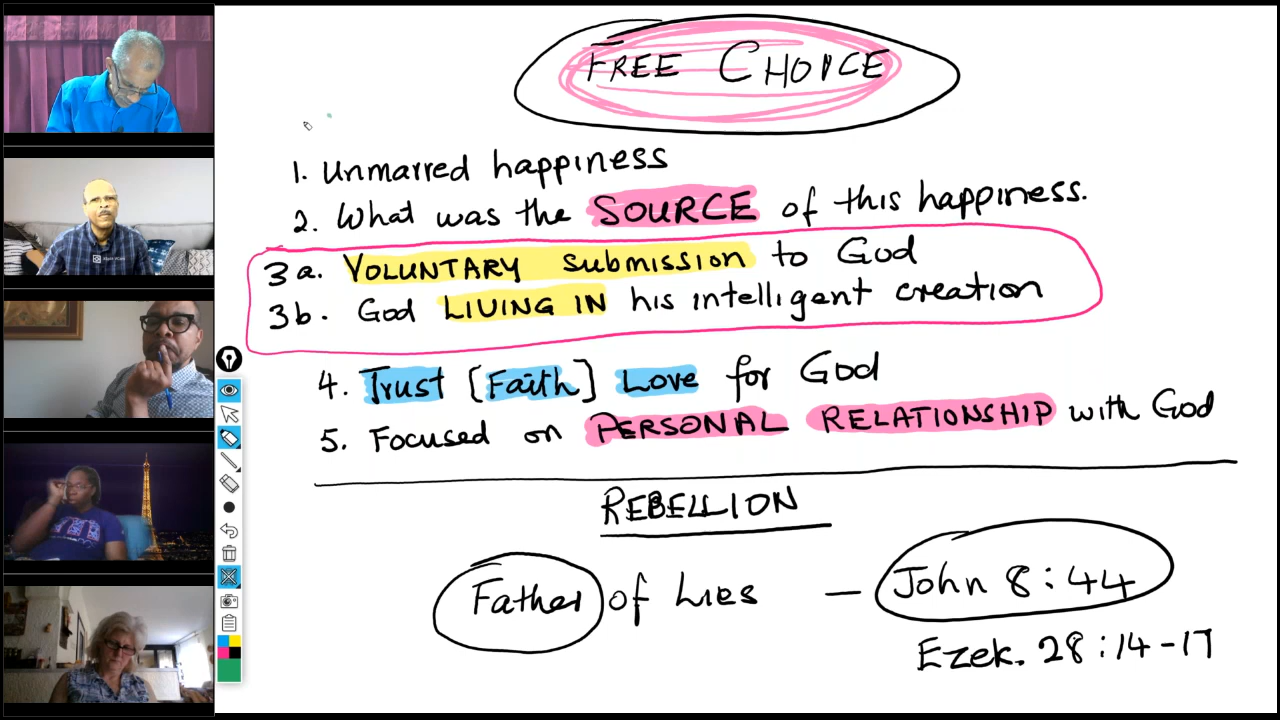 FREE CHOICE
1. Unmarred happiness
2. What was the SOURCE of this happiness.
3a. VOLUNTARY submission to God
3b. God LIVING IN his intelligent creation
4. Trust [Faith] Love for God
5. Focused on PERSONAL RELATIONSHIP with God
REBELLION
Father of Lies — John 8:44
Ezek. 28:14-17